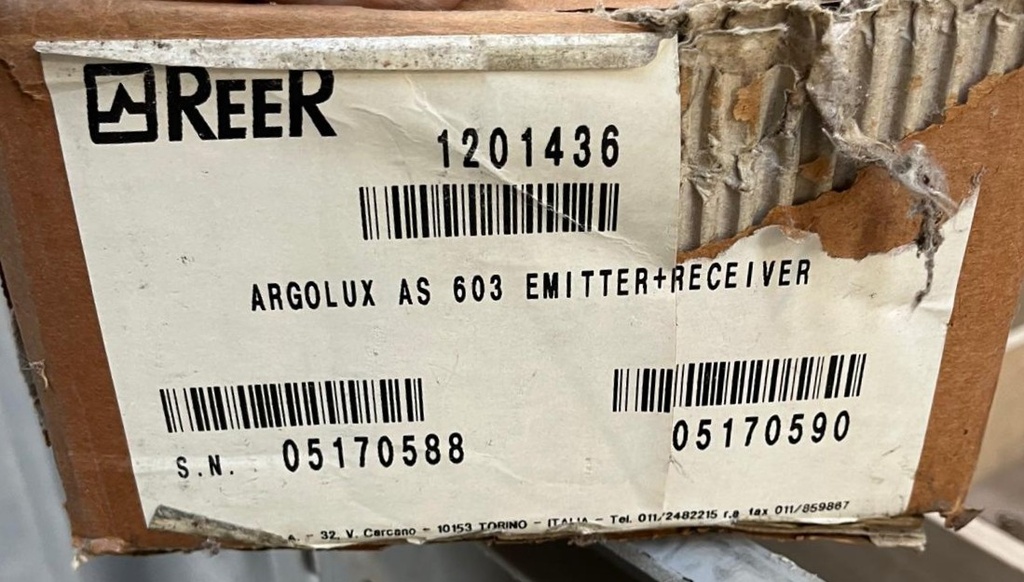 REER
1201436
ARGOLUX AS 603 EMITTER+RECEIVER
S.N. 05170588
05170590
- 32, V. Carcano - 10153 TORINO - ITALIA - Tel. 011/2482215 r.a fax 011/859867